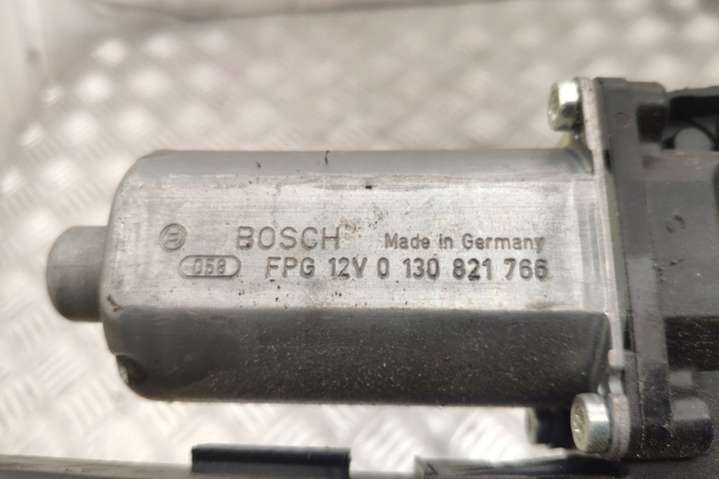 BOSCH Made in Germany
058 FPG 12V 0 130 821 766